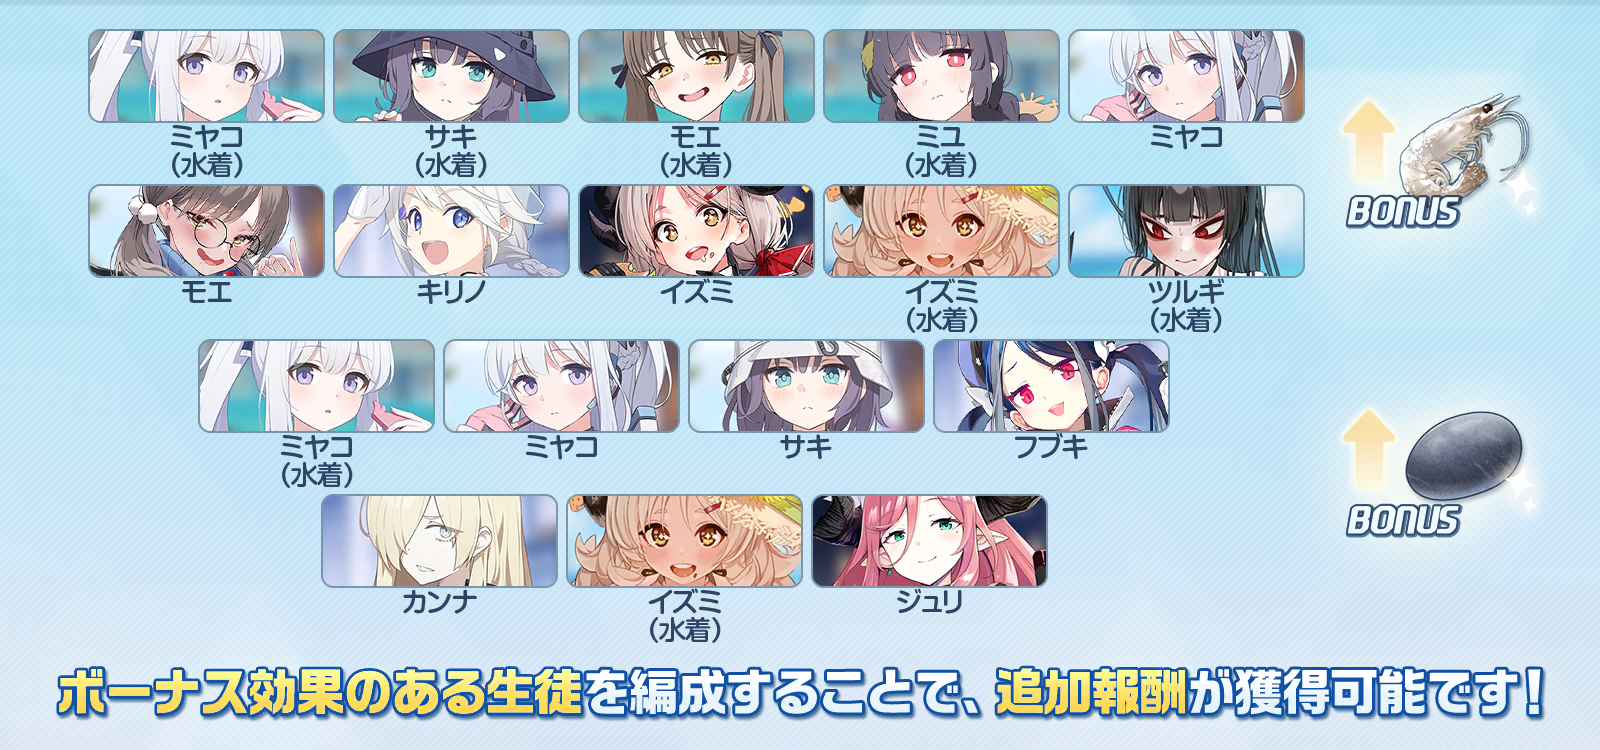 ミヤコ
（水着）
サキ
（水着）
モエ
（水着）
ミユ
（水着）
ミヤコ
BONUS
モエ
キリノ
イズミ
イズミ
（水着）
ツルギ
（水着）
ミヤコ
（水着）
ミヤコ
サキ
フブキ
BONUS
カンナ
イズミ
（水着）
ジュリ
ボーナス効果のある生徒を編成することで、追加報酬が獲得可能です！